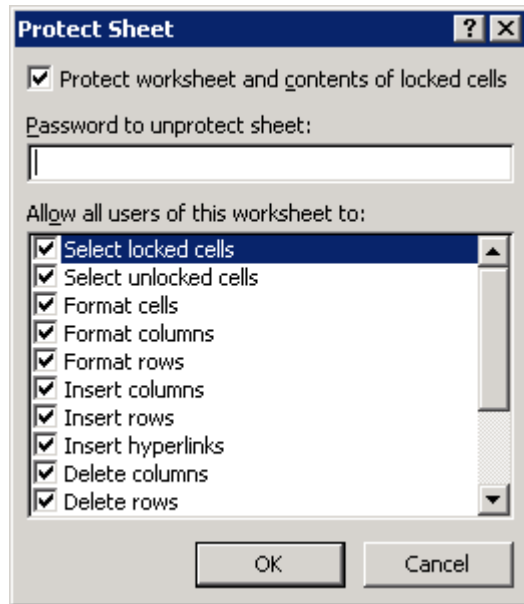 Protect Sheet
Protect worksheet and contents of locked cells
Password to unprotect sheet:
Allow all users of this worksheet to:
Select locked cells
Select unlocked cells
Format cells
Format columns
Format rows
Insert columns
Insert rows
Insert hyperlinks
Delete columns
Delete rows
OK Cancel